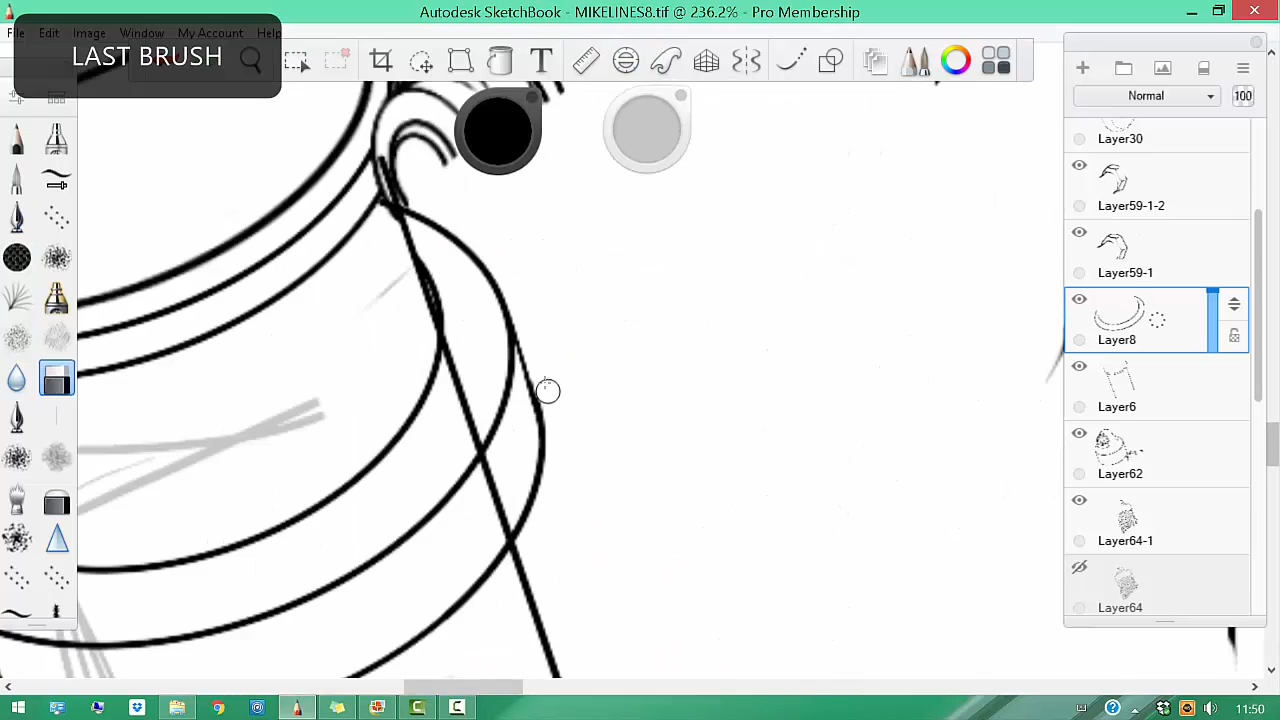 Autodesk SketchBook - MIKELINES8.tif @ 236.2% - Pro Membership
File Edit Image Window My Account Help
LAST BRUSH
T
Normal
100
Layer30
Layer59-1-2
Layer59-1
Layer8
Layer6
Layer62
Layer64-1
Layer64
11:50